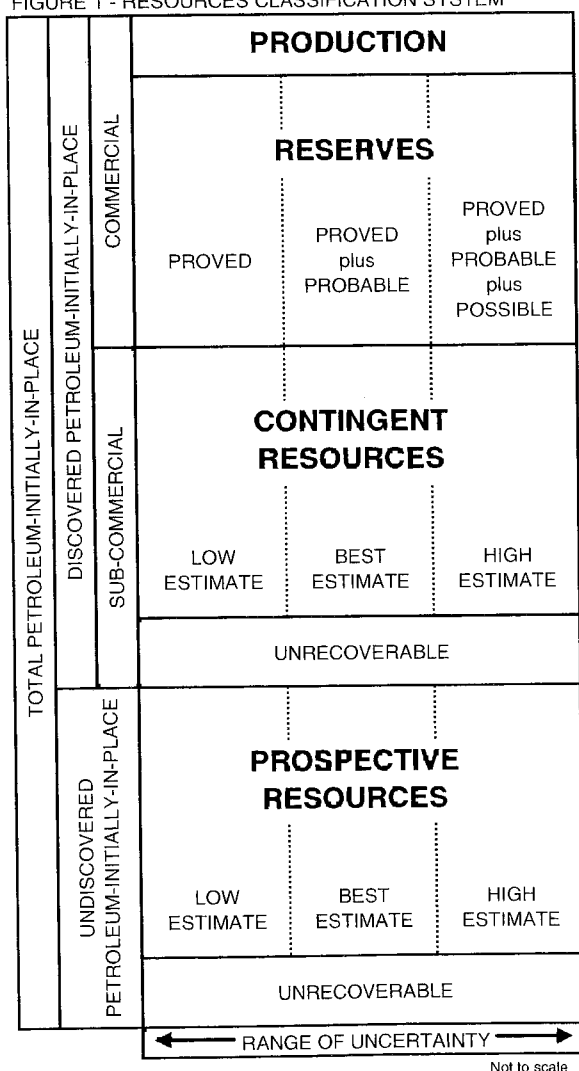 FIGURE 1 - RESOURCES CLASSIFICATION SYSTEM
TOTAL PETROLEUM-INITIALLY-IN-PLACE
DISCOVERED PETROLEUM-INITIALLY-IN-PLACE
COMMERCIAL
PRODUCTION
RESERVES
PROVED
PROVED
plus
PROBABLE
PROVED
plus
PROBABLE
plus
POSSIBLE
SUB-COMMERCIAL
CONTINGENT
RESOURCES
LOW
ESTIMATE
BEST
ESTIMATE
HIGH
ESTIMATE
UNRECOVERABLE
UNDISCOVERED
PETROLEUM-INITIALLY-IN-PLACE
PROSPECTIVE
RESOURCES
LOW
ESTIMATE
BEST
ESTIMATE
HIGH
ESTIMATE
UNRECOVERABLE
RANGE OF UNCERTAINTY
Not to scale